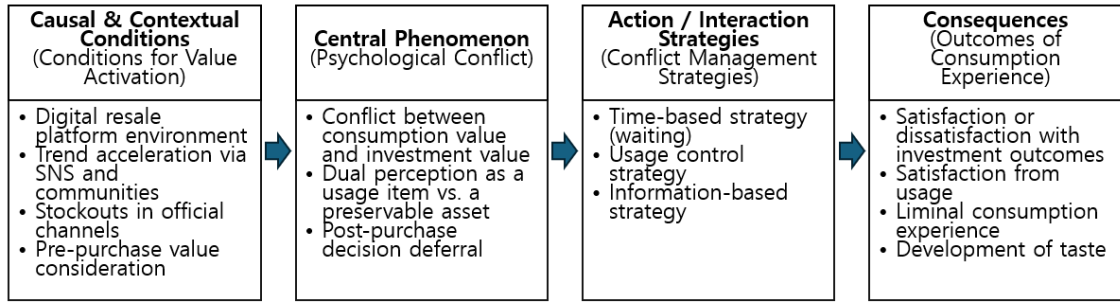 Causal & Contextual
Conditions
(Conditions for Value
Activation)
• Digital resale
platform environment
• Trend acceleration via
SNS and
communities
• Stockouts in official
channels
• Pre-purchase value
consideration
Central Phenomenon
(Psychological Conflict)
• Conflict between
consumption value
and investment value
• Dual perception as a
usage item vs. a
preservable asset
• Post-purchase
decision deferral
Action / Interaction
Strategies
(Conflict Management
Strategies)
• Time-based strategy
(waiting)
• Usage control
strategy
• Information-based
strategy
Consequences
(Outcomes of
Consumption
Experience)
• Satisfaction or
dissatisfaction with
investment outcomes
• Satisfaction from
usage
• Liminal consumption
experience
• Development of taste